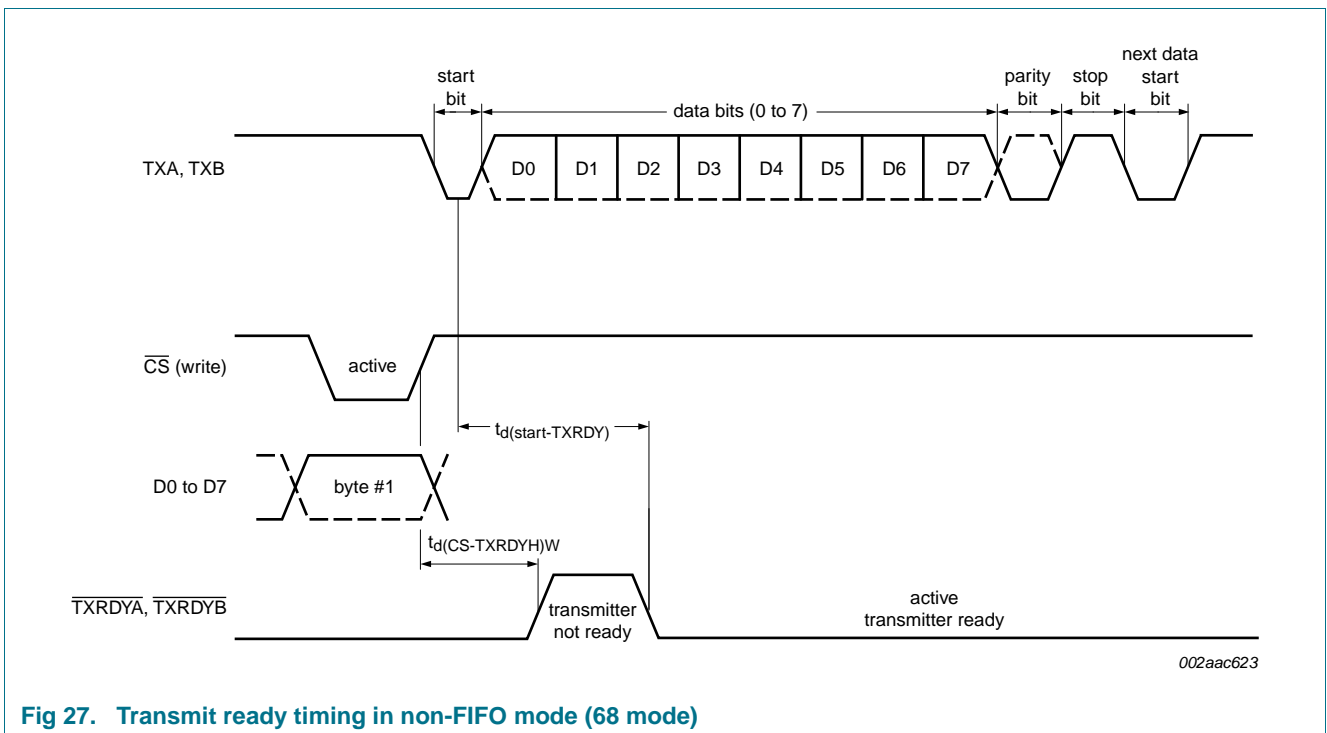 next data
start
bit
parity
bit
stop
bit
start
bit
data bits (0 to 7)
TXA, TXB
D0 D1 D2 D3 D4 D5 D6 D7
CS (write)
active
td(start-TXRDY)
D0 to D7
byte #1
td(CS-TXRDYH)W
TXRDYA, TXRDYB
transmitter
not ready
active
transmitter ready
002aac623
Fig 27. Transmit ready timing in non-FIFO mode (68 mode)